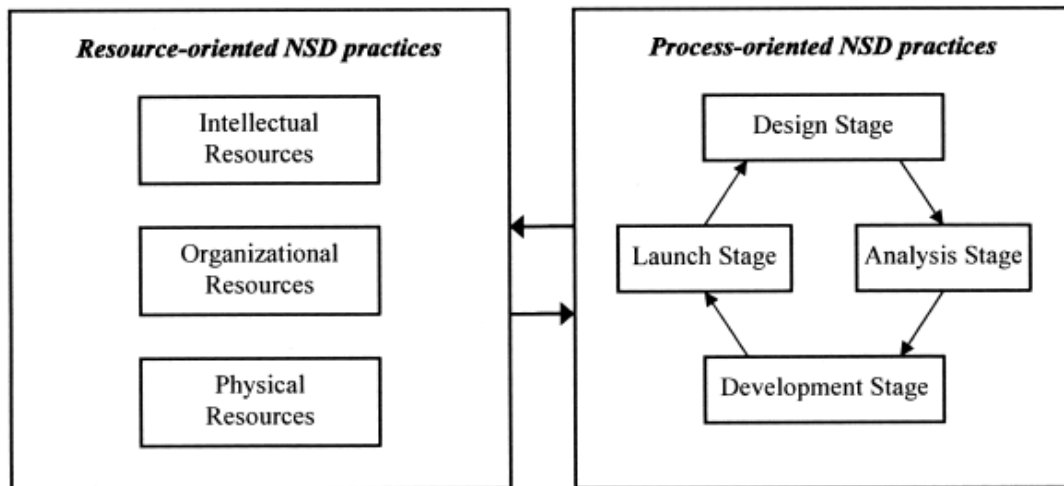 Resource-oriented NSD practices
Intellectual
Resources
Organizational
Resources
Physical
Resources
Process-oriented NSD practices
Design Stage
Launch Stage
Analysis Stage
Development Stage